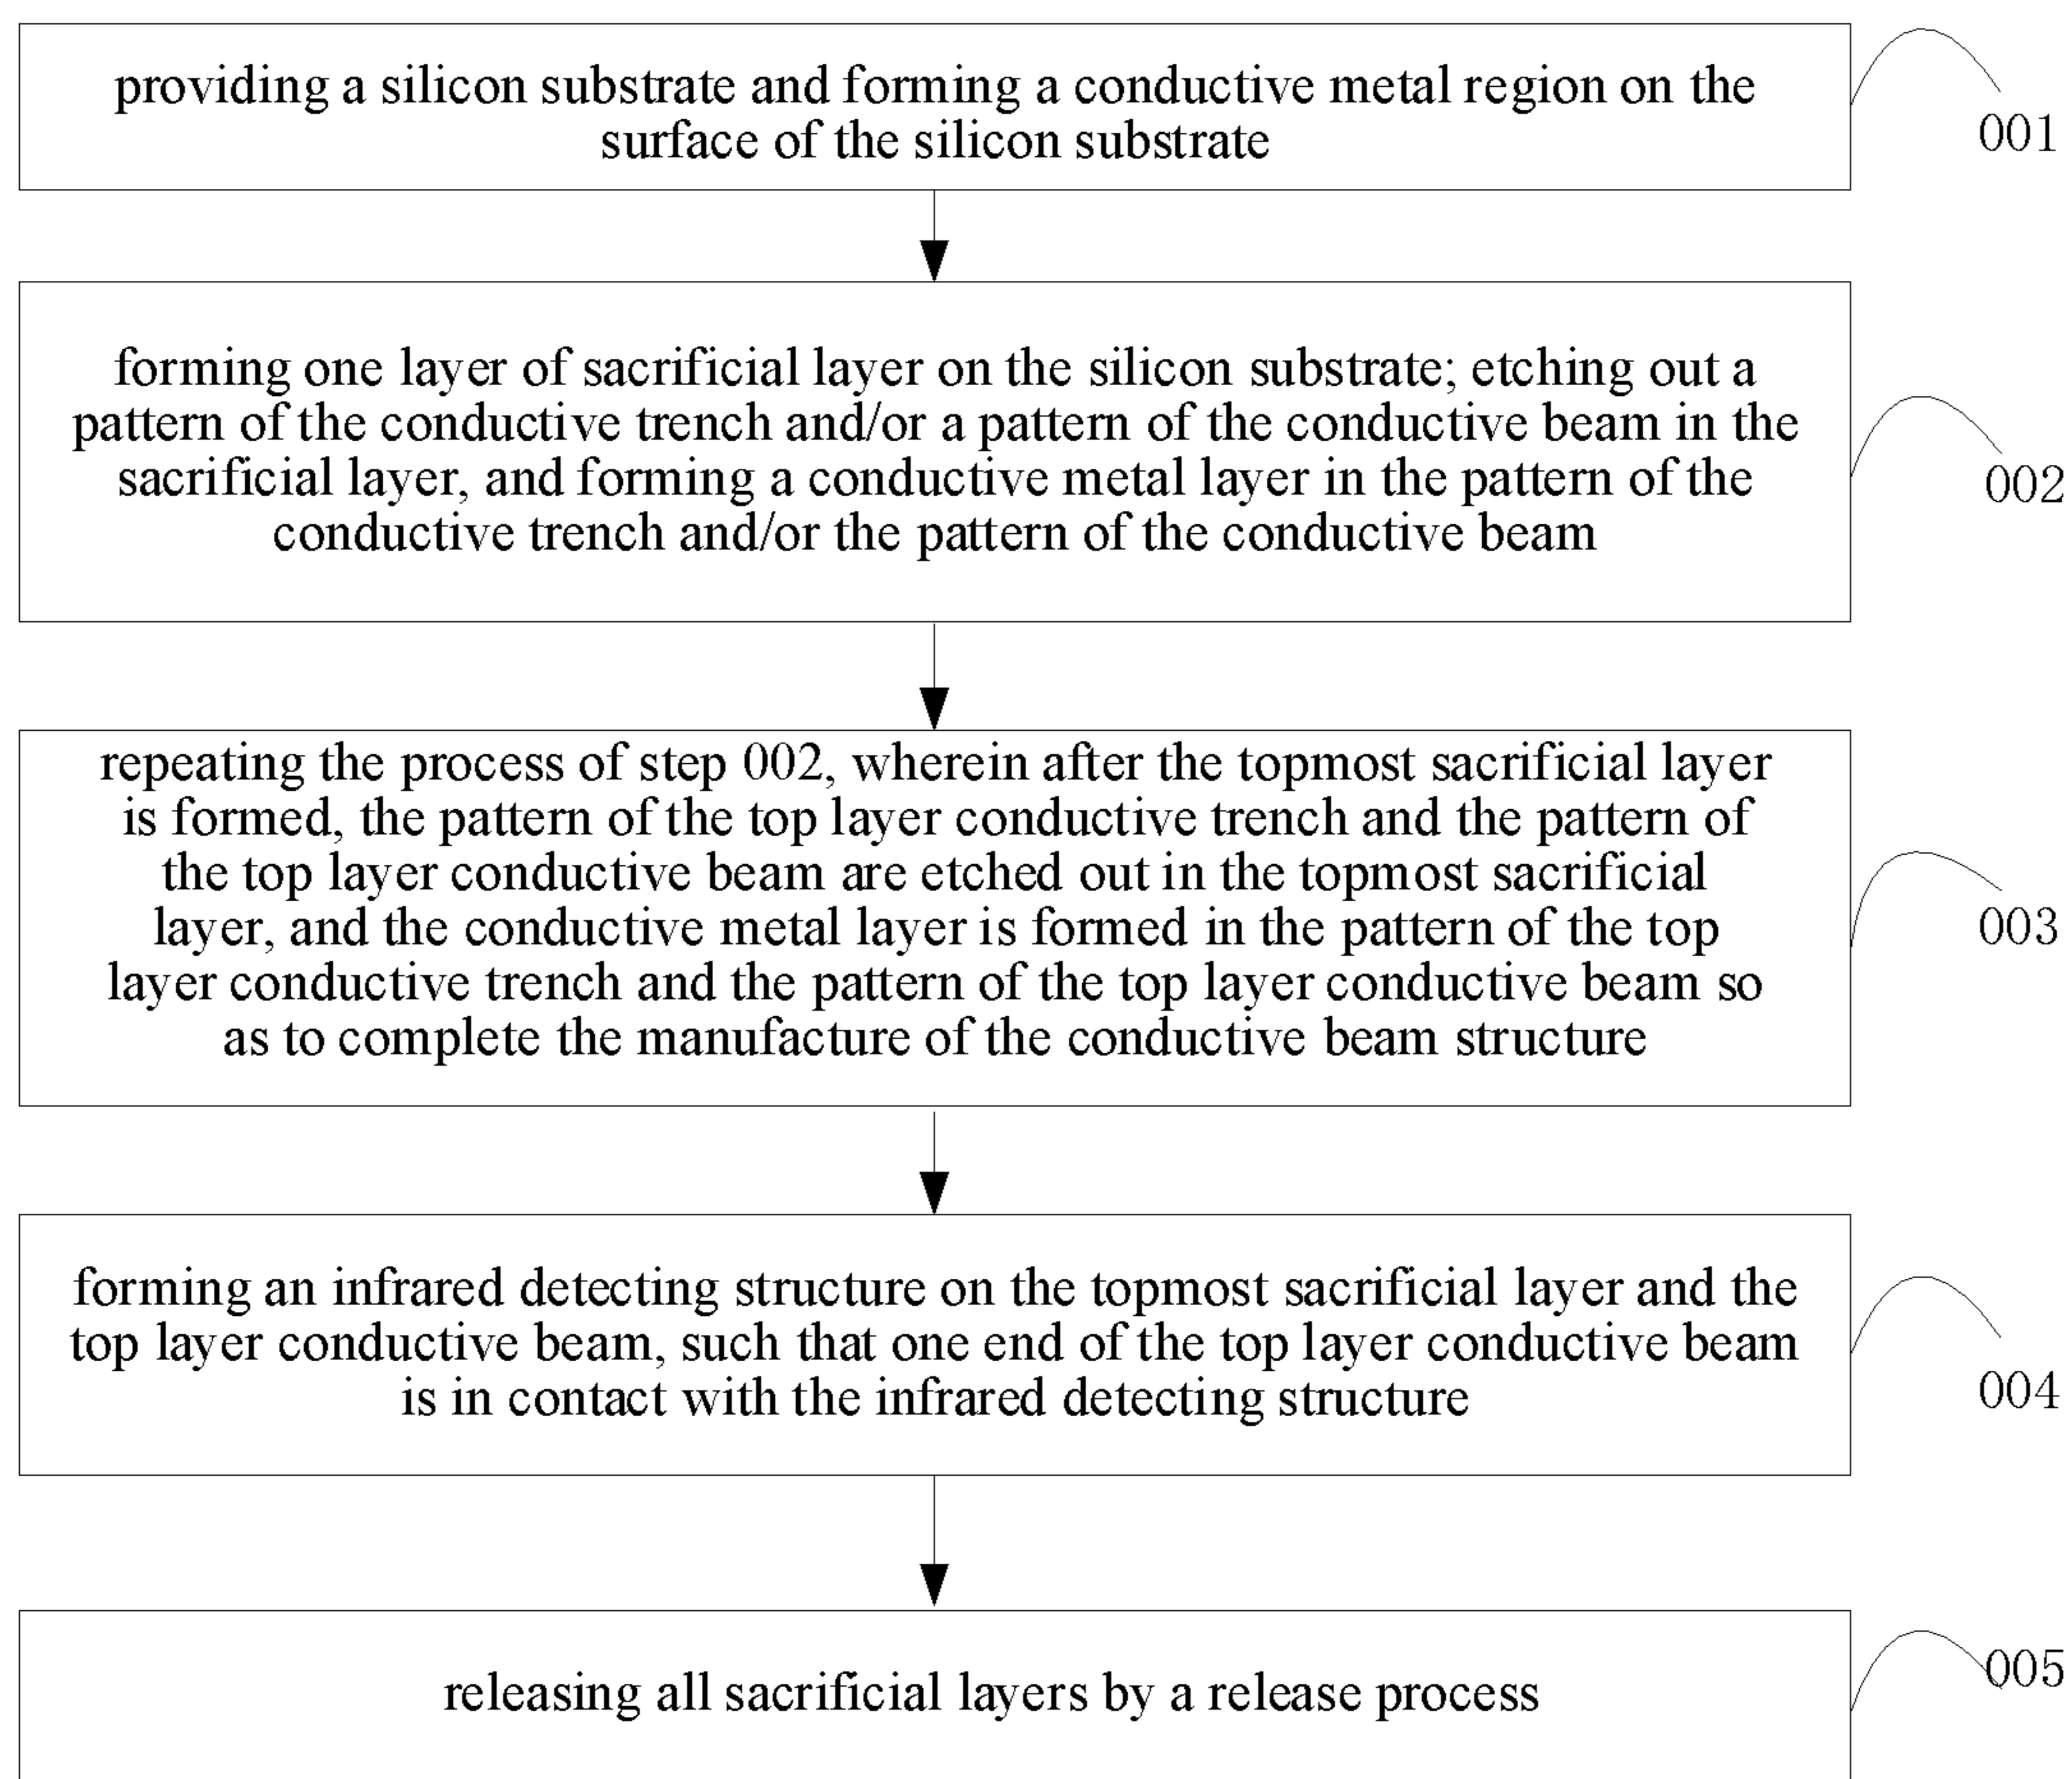 providing a silicon substrate and forming a conductive metal region on the
surface of the silicon substrate
001
forming one layer of sacrificial layer on the silicon substrate; etching out a
pattern of the conductive trench and/or a pattern of the conductive beam in the
sacrificial layer, and forming a conductive metal layer in the pattern of the
conductive trench and/or the pattern of the conductive beam
002
repeating the process of step 002, wherein after the topmost sacrificial layer
is formed, the pattern of the top layer conductive trench and the pattern of
the top layer conductive beam are etched out in the topmost sacrificial
layer, and the conductive metal layer is formed in the pattern of the top
layer conductive trench and the pattern of the top layer conductive beam so
as to complete the manufacture of the conductive beam structure
003
forming an infrared detecting structure on the topmost sacrificial layer and the
top layer conductive beam, such that one end of the top layer conductive beam
is in contact with the infrared detecting structure
004
releasing all sacrificial layers by a release process
005